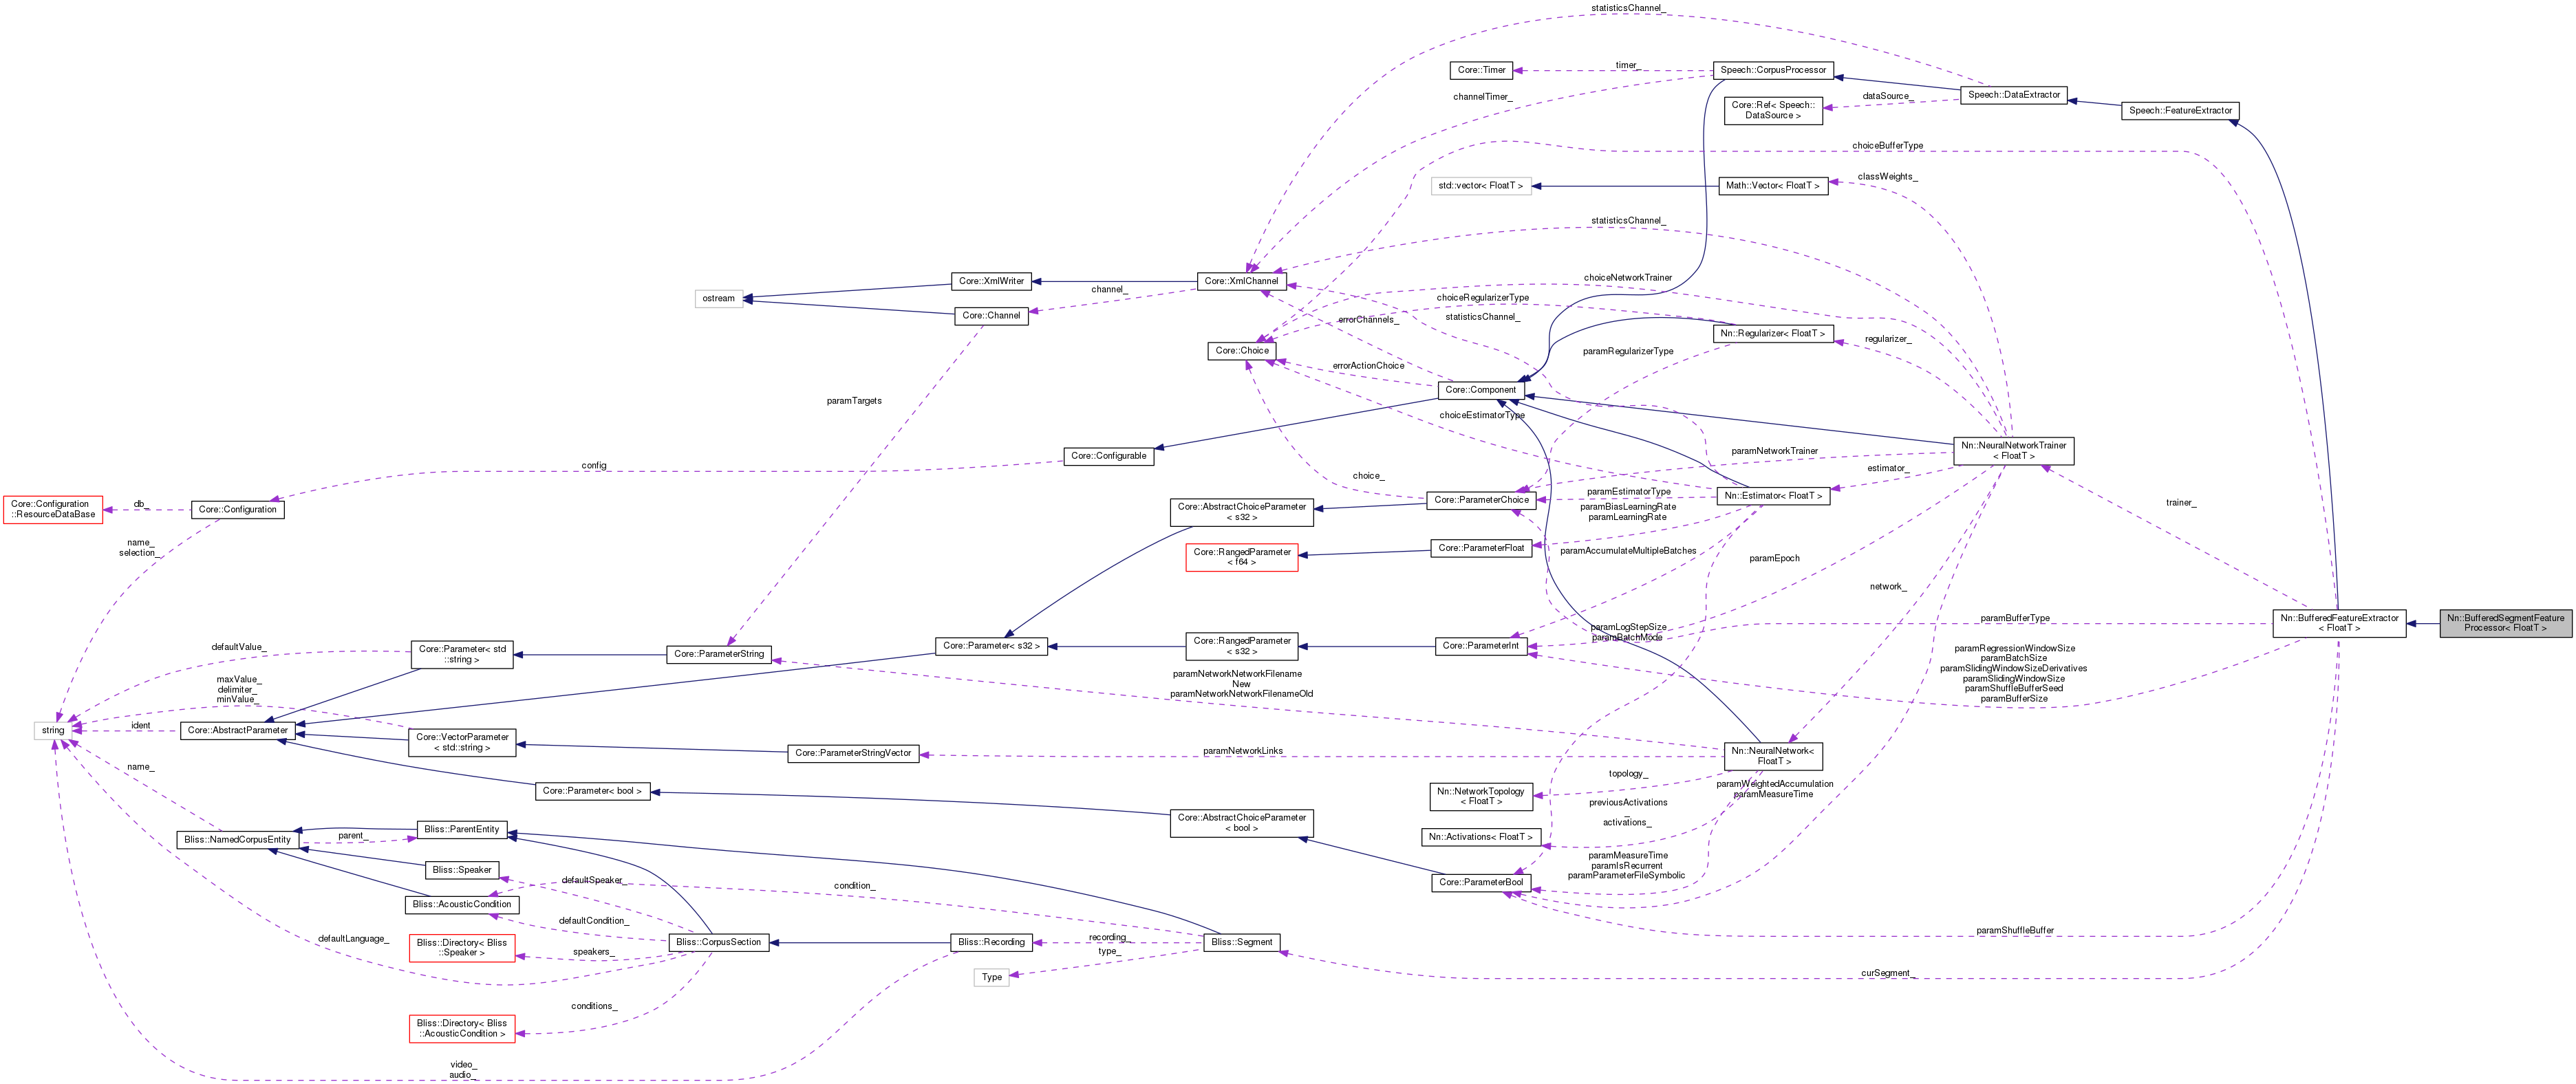 statisticsChannel_
Core::Timer
timer_
Speech::CorpusProcessor
channelTimer_
Core::Ref< Speech::
DataSource >
dataSource_
Speech::DataExtractor
Speech::FeatureExtractor
choiceBufferType
std::vector< FloatT >
Math::Vector< FloatT >
classWeights_
statisticsChannel_
ostream
Core::XmlWriter
Core::XmlChannel
channel_
Core::Channel
choiceNetworkTrainer
choiceRegularizerType
statisticsChannel_
errorChannels_
Nn::Regularizer< FloatT >
regularizer_
Core::Choice
paramRegularizerType
errorActionChoice
Core::Component
paramTargets
choiceEstimatorType
Core::Configurable
config_
paramNetworkTrainer
Nn::NeuralNetworkTrainer
< FloatT >
estimator_
choice_
Core::ParameterChoice
paramEstimatorType
Nn::Estimator< FloatT >
trainer_
Core::Configuration
::ResourceDataBase
db_
Core::Configuration
Core::AbstractChoiceParameter
< s32 >
paramBiasLearningRate
paramLearningRate
name_
selection_
Core::RangedParameter
< f64 >
Core::ParameterFloat
paramAccumulateMultipleBatches
paramEpoch
network_
paramBufferType
Nn::BufferedFeatureExtractor
< FloatT >
Nn::BufferedSegmentFeature
Processor< FloatT >
defaultValue_
Core::Parameter< std
::string >
Core::ParameterString
Core::Parameter< s32 >
Core::RangedParameter
< s32 >
Core::ParameterInt
paramLogStepSize
paramBatchMode
paramRegressionWindowSize
paramBatchSize
paramSlidingWindowSizeDerivatives
paramSlidingWindowSize
paramShuffleBufferSeed
paramBufferSize
maxValue_
delimiter_
minValue_
paramNetworkNetworkFilename
New
paramNetworkNetworkFilenameOld
string
ident
Core::AbstractParameter
Core::VectorParameter
< std::string >
Core::ParameterStringVector
paramNetworkLinks
Nn::NeuralNetwork<
FloatT >
name_
Core::Parameter< bool >
topology_
Nn::NetworkTopology
< FloatT >
paramWeightedAccumulation
paramMeasureTime
previousActivations
_
activations_
Core::AbstractChoiceParameter
< bool >
Nn::Activations< FloatT >
Bliss::NamedCorpusEntity
parent_
Bliss::ParentEntity
Bliss::Speaker
defaultSpeaker_
condition_
paramMeasureTime
paramIsRecurrent
paramParameterFileSymbolic
Core::ParameterBool
Bliss::AcousticCondition
defaultCondition_
defaultLanguage_
Bliss::Directory< Bliss
::Speaker >
speakers_
Bliss::CorpusSection
Bliss::Recording
recording_
type_
Bliss::Segment
paramShuffleBuffer
Type
curSegment_
conditions_
Bliss::Directory< Bliss
::AcousticCondition >
video_
audio_